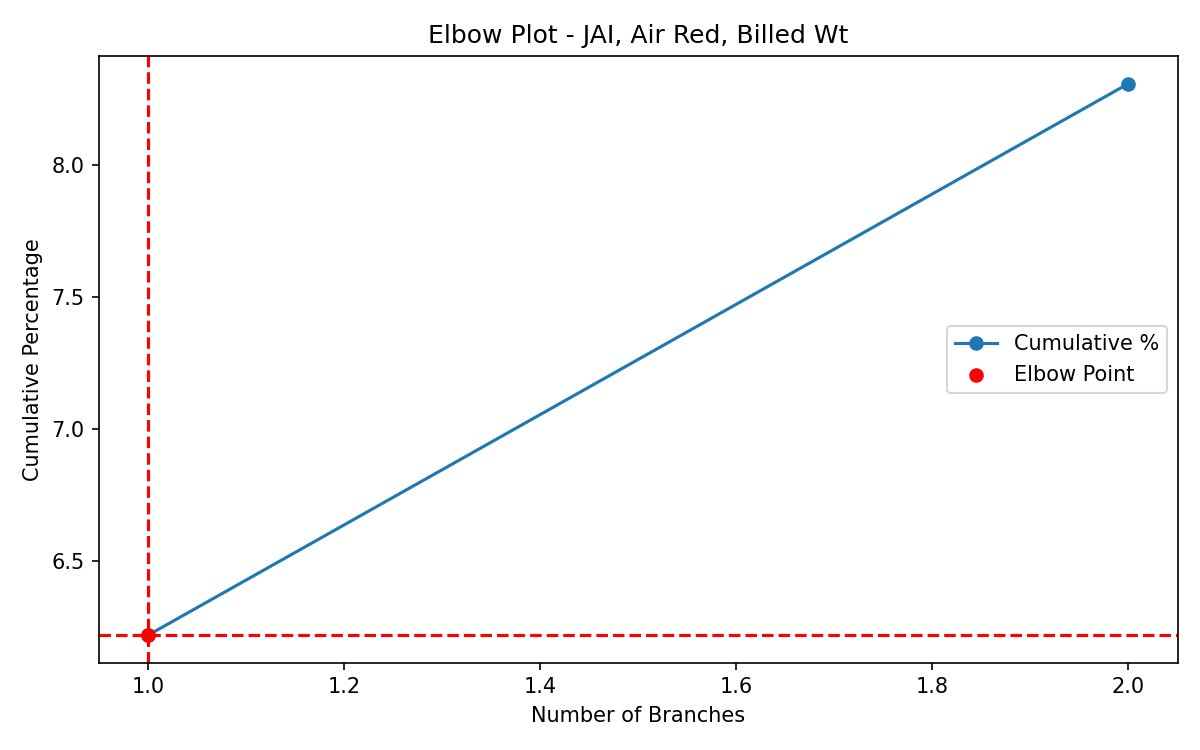 Elbow Plot - JAI, Air Red, Billed Wt
Cumulative Percentage
8.0
7.5
7.0
6.5
Cumulative %
Elbow Point
1.0 1.2 1.4 1.6 1.8 2.0
Number of Branches